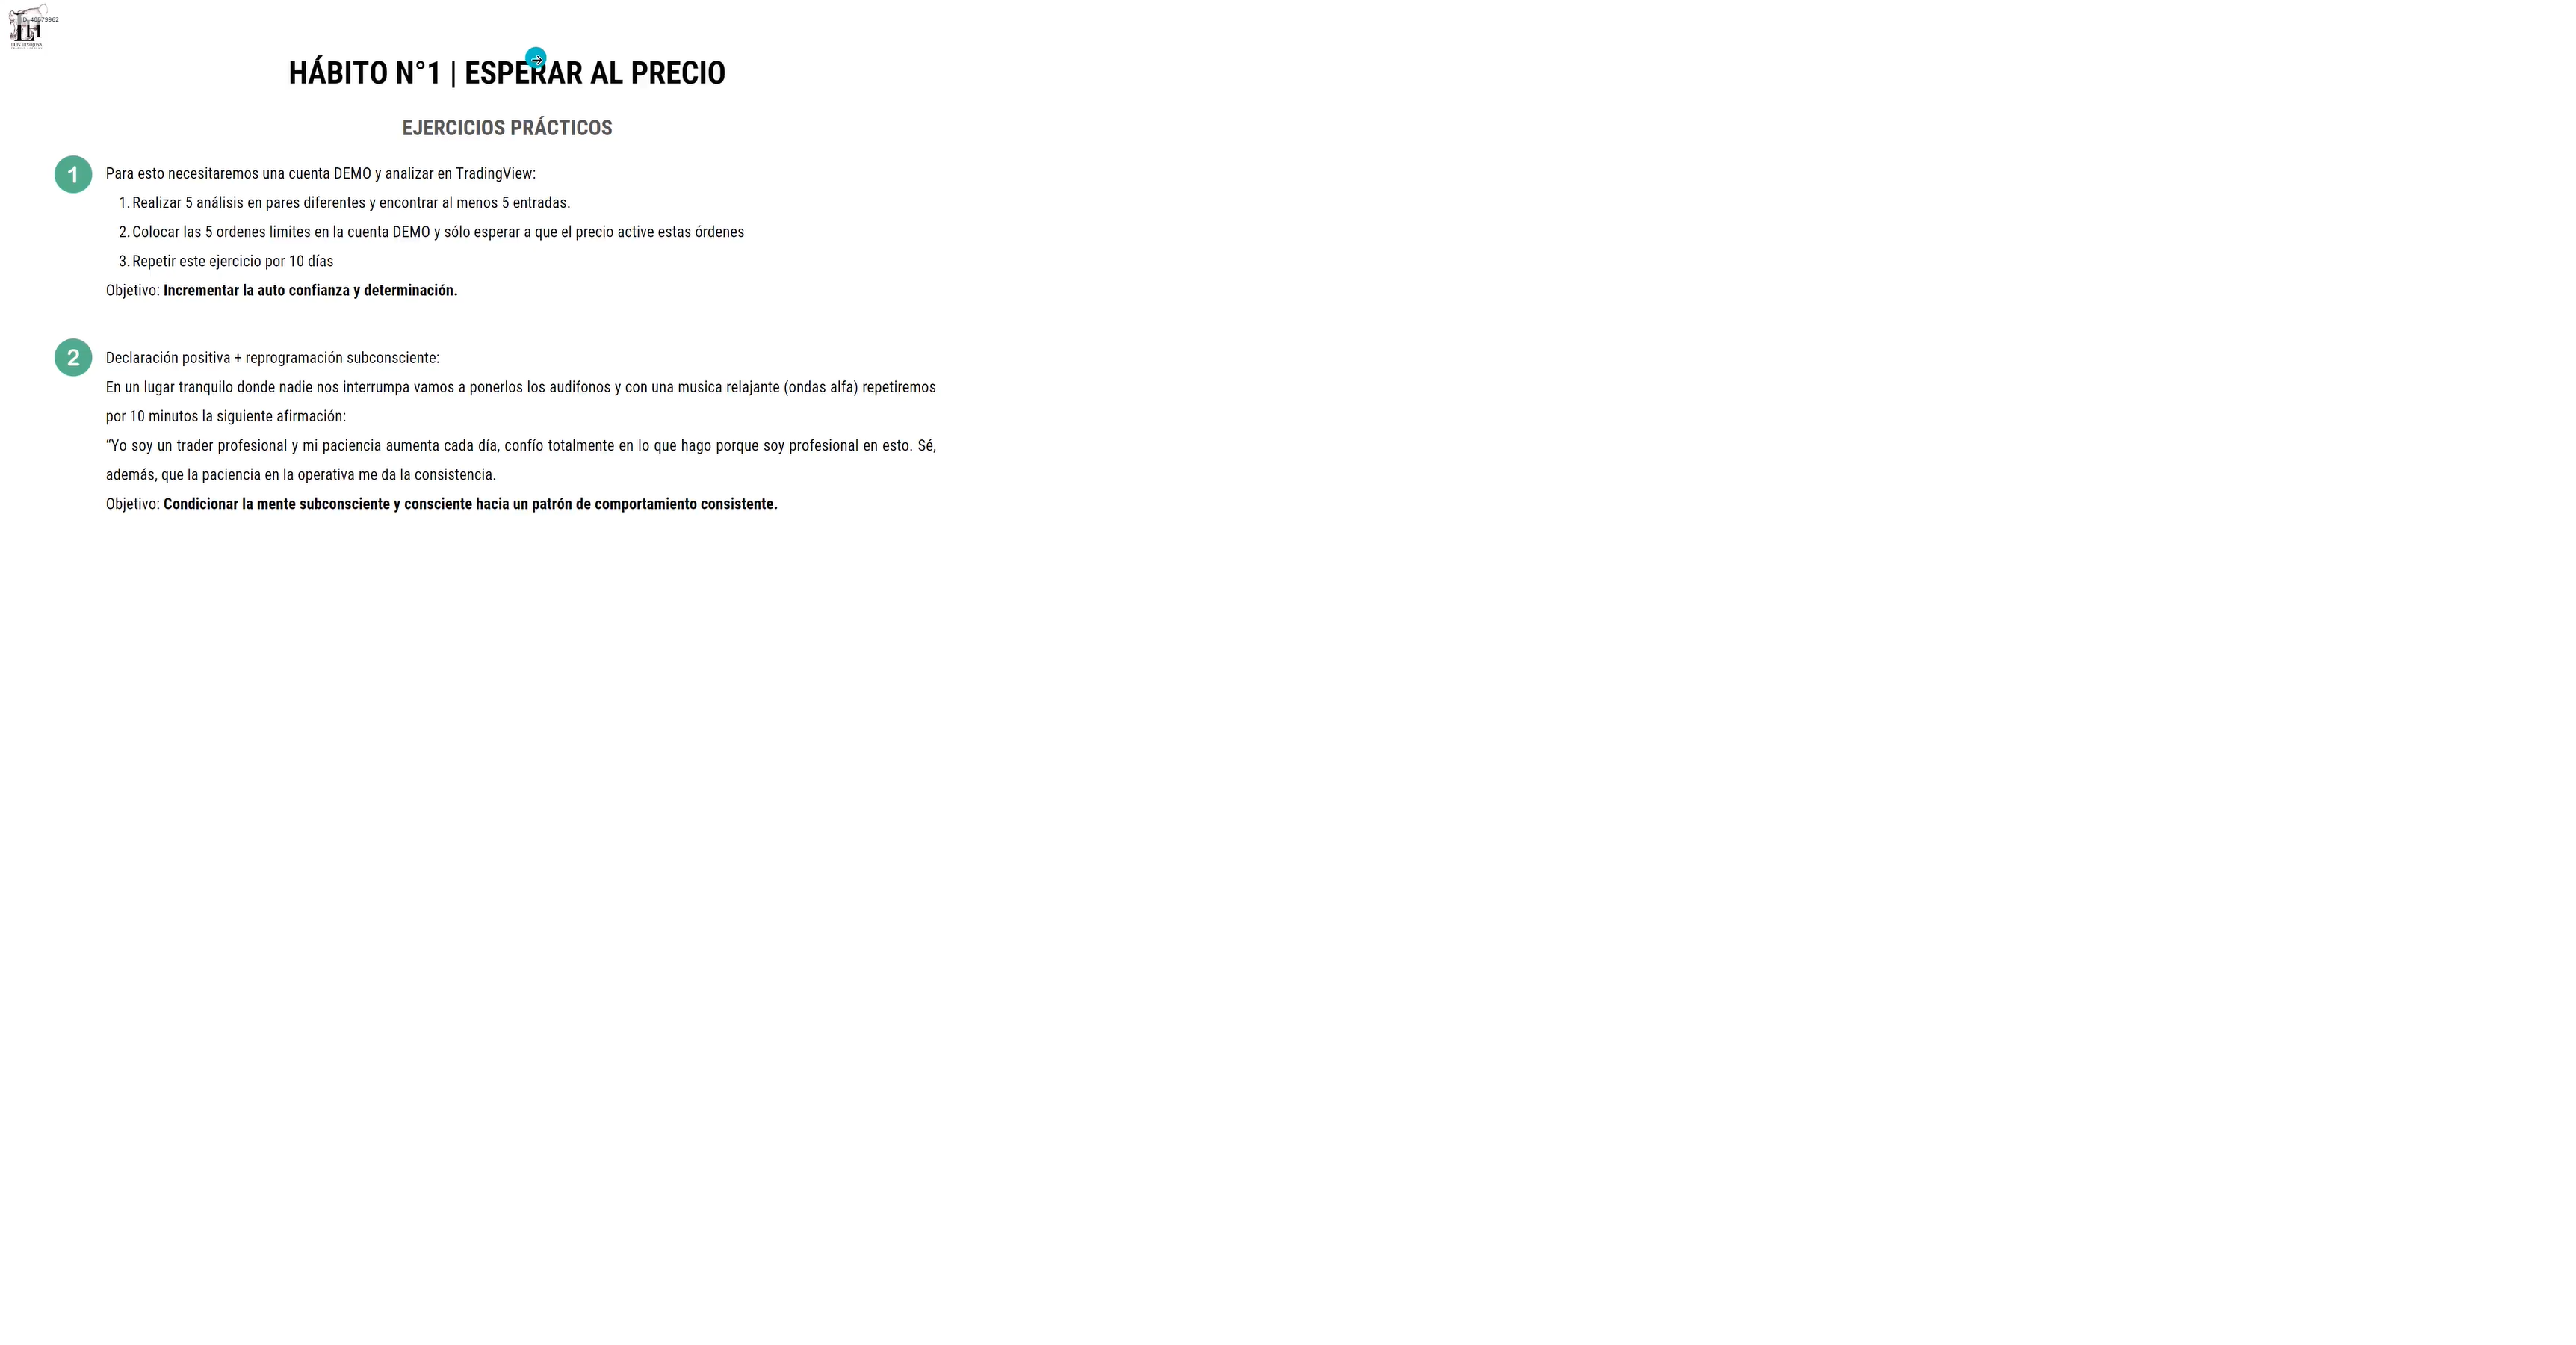 ID: 40579962
HÁBITO N°1 | ESPERAR AL PRECIO
EJERCICIOS PRÁCTICOS
1 Para esto necesitaremos una cuenta DEMO y analizar en TradingView:
1. Realizar 5 análisis en pares diferentes y encontrar al menos 5 entradas.
2. Colocar las 5 ordenes limites en la cuenta DEMO y sólo esperar a que el precio active estas órdenes
3. Repetir este ejercicio por 10 días
Objetivo: Incrementar la auto confianza y determinación.
2 Declaración positiva + reprogramación subconsciente:
En un lugar tranquilo donde nadie nos interrumpa vamos a ponerlos los audifonos y con una musica relajante (ondas alfa) repetiremos
por 10 minutos la siguiente afirmación:
“Yo soy un trader profesional y mi paciencia aumenta cada día, confío totalmente en lo que hago porque soy profesional en esto. Sé,
además, que la paciencia en la operativa me da la consistencia.
Objetivo: Condicionar la mente subconsciente y consciente hacia un patrón de comportamiento consistente.